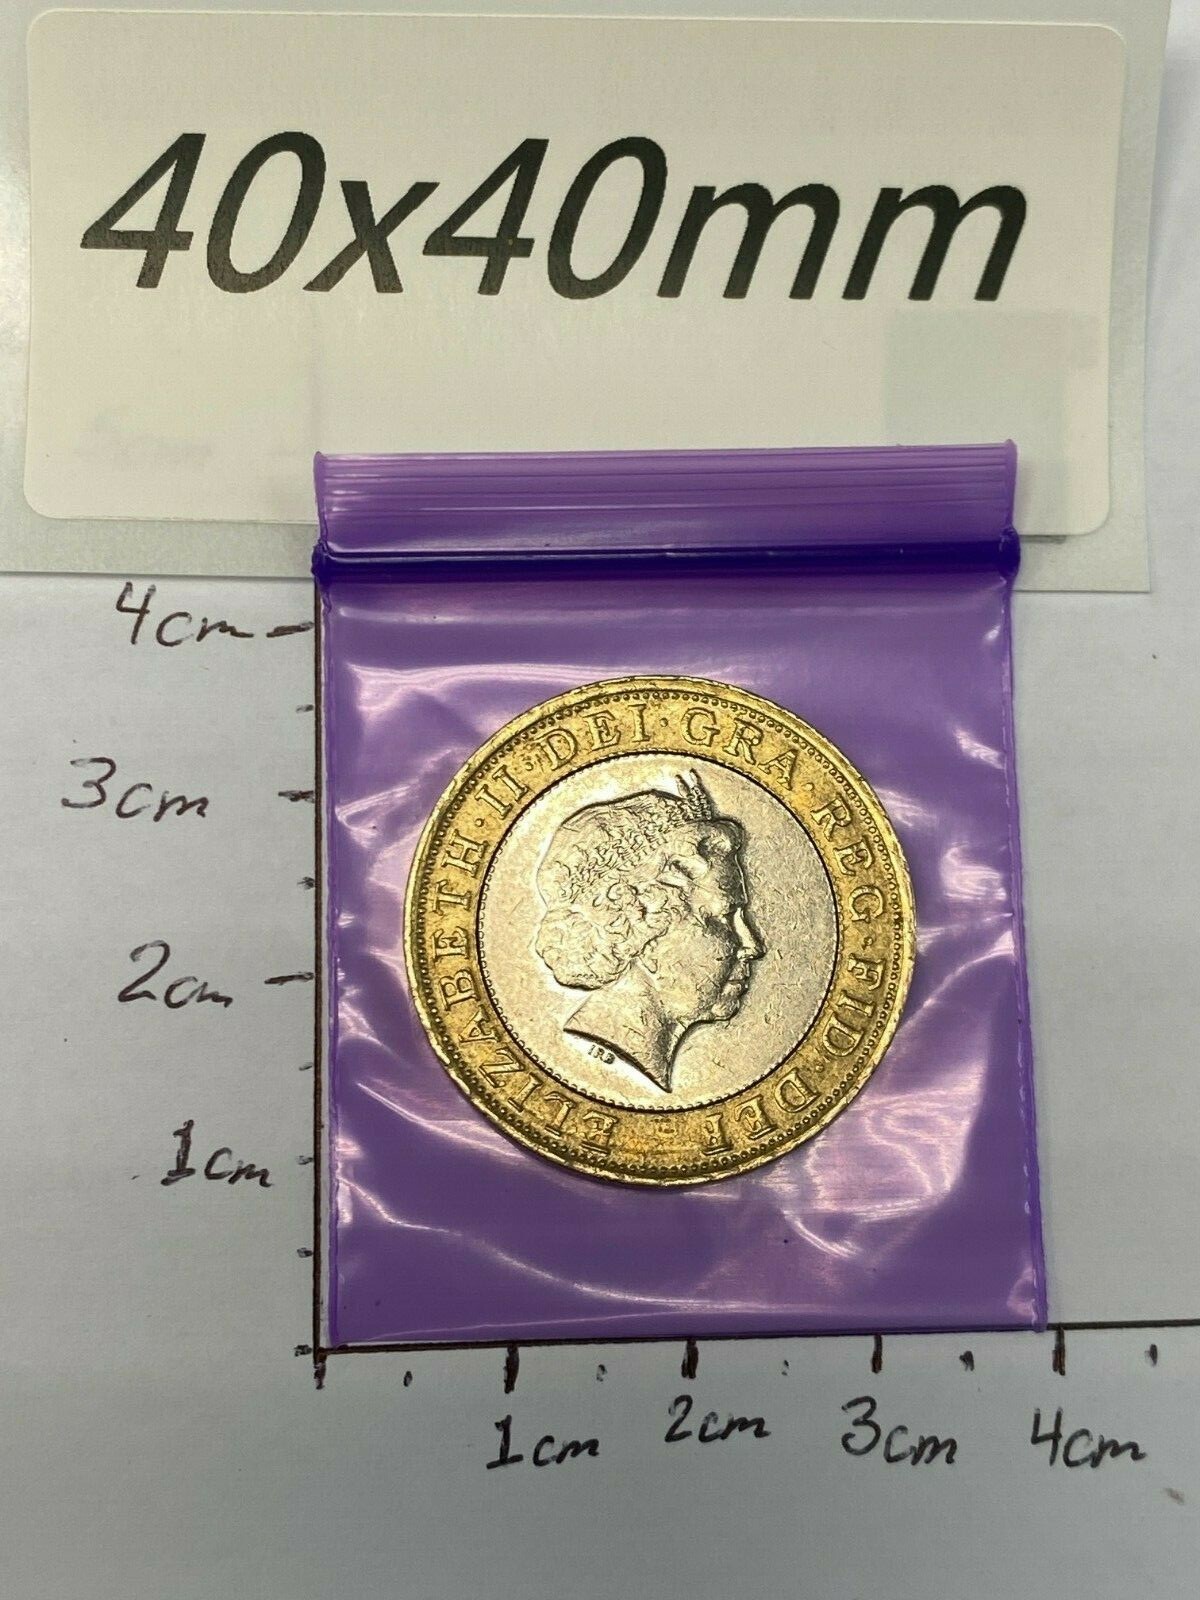 40x40mm
4cm
3cm
2cm
1cm
ELIZABETH·II·DEI·GRA·REG·FID·DEF
IRB
1cm
2cm
3cm
4cm